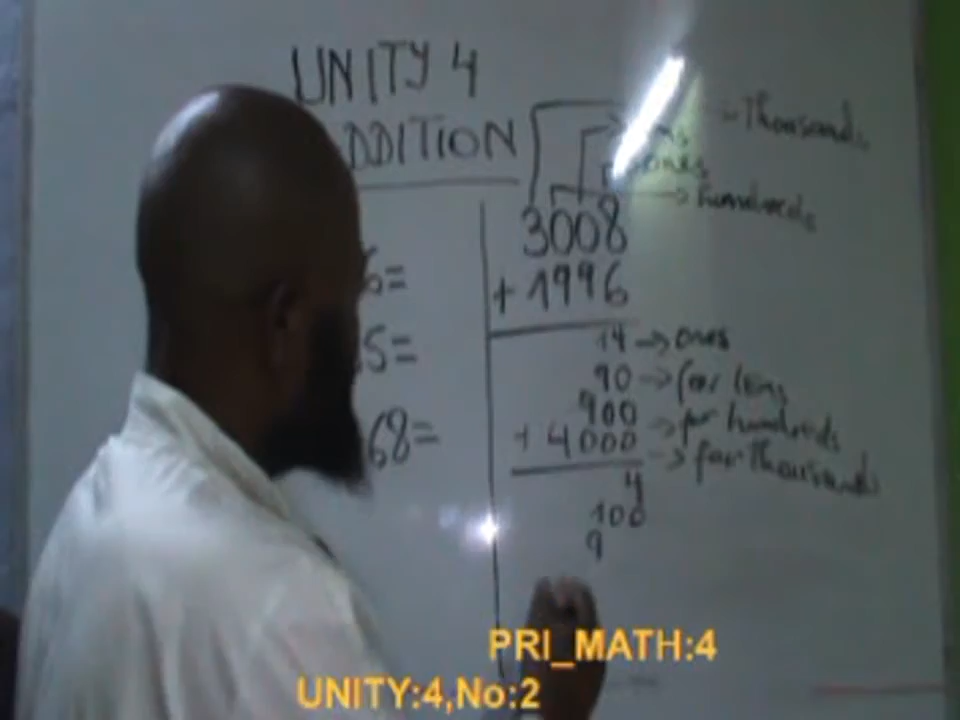 UNITY 4
ADDITION
- Thousands
ones
→ hundreds
3008
+ 1996
14 → ones
90 → for tens
900 → for hundreds
+ 4000 → for Thousands
4
100
9
6=
5=
68=
PRI_MATH:4
UNITY:4,No:2